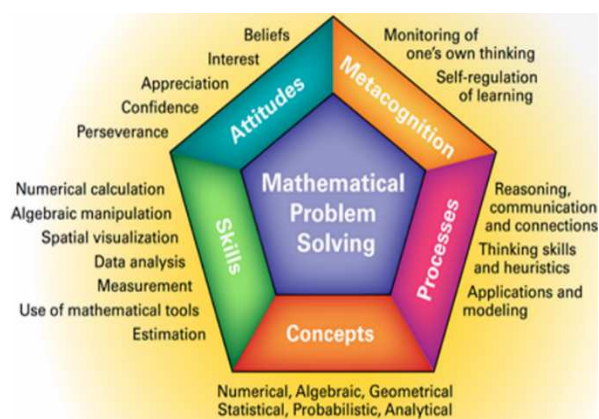 Beliefs
Interest
Appreciation
Confidence
Perseverance
Attitudes
Metacognition
Monitoring of
one's own thinking
Self-regulation
of learning
Mathematical
Problem
Solving
Numerical calculation
Algebraic manipulation
Spatial visualization
Data analysis
Measurement
Use of mathematical tools
Estimation
Skills
Processes
Reasoning,
communication
and connections
Thinking skills
and heuristics
Applications and
modeling
Concepts
Numerical, Algebraic, Geometrical
Statistical, Probabilistic, Analytical